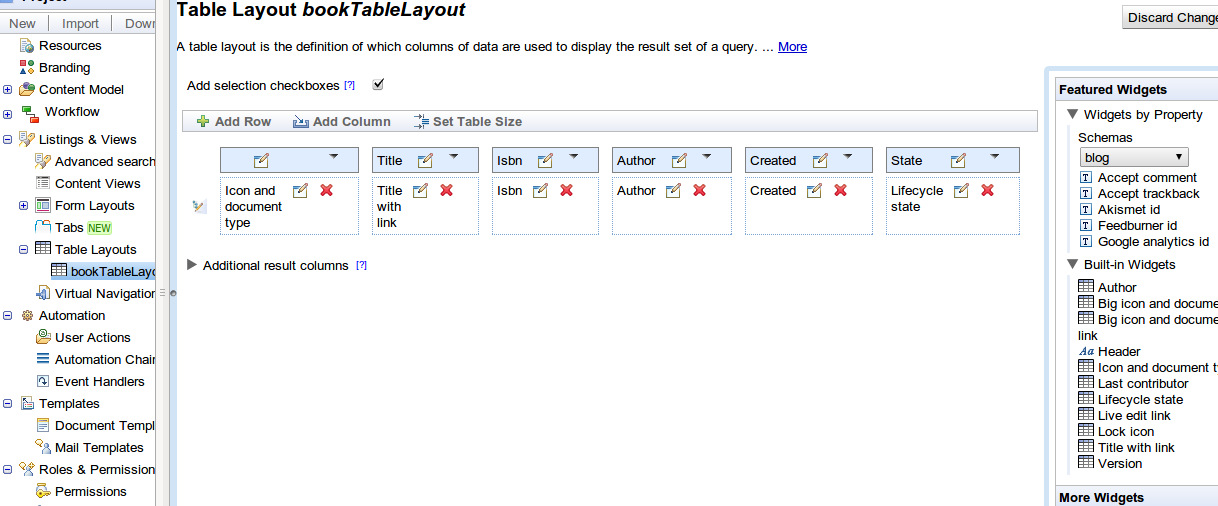 Project
New Import Down
Resources
Branding
Content Model
Workflow
Listings & Views
Advanced search
Content Views
Form Layouts
Tabs NEW
Table Layouts
bookTableLayo
Virtual Navigation
Automation
User Actions
Automation Chai
Event Handlers
Templates
Document Templ
Mail Templates
Roles & Permission
Permissions
Table Layout bookTableLayout
Discard Change
A table layout is the definition of which columns of data are used to display the result set of a query. ... More
Add selection checkboxes [?]
Add Row Add Column Set Table Size
Title Isbn Author Created State
Icon and document type
Title with link
Isbn
Author
Created
Lifecycle state
Additional result columns [?]
Featured Widgets
Widgets by Property
Schemas
blog
Accept comment
Accept trackback
Akismet id
Feedburner id
Google analytics id
Built-in Widgets
Author
Big icon and docume
Big icon and docume
link
Aa Header
Icon and document t
Last contributor
Lifecycle state
Live edit link
Lock icon
Title with link
Version
More Widgets